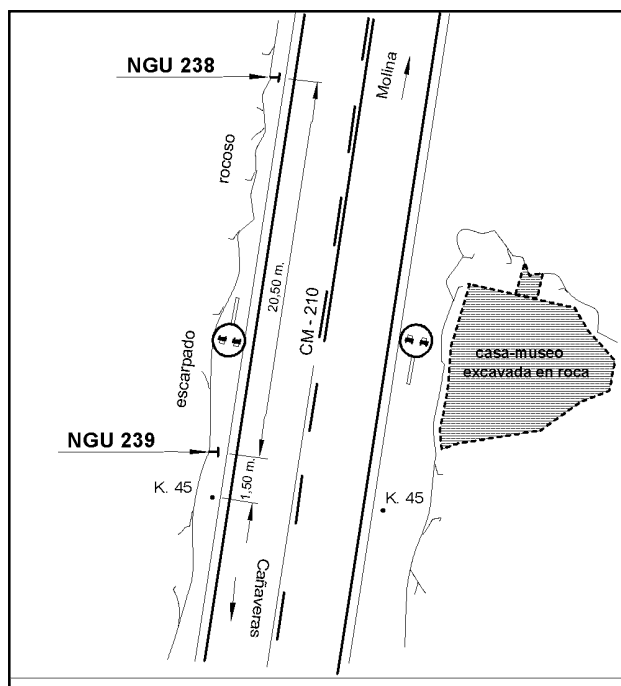 NGU 238
Molina
rocoso
20,50 m.
CM - 210
escarpado
casa-museo
excavada en roca
NGU 239
1,50 m.
K. 45
K. 45
Cañaveras